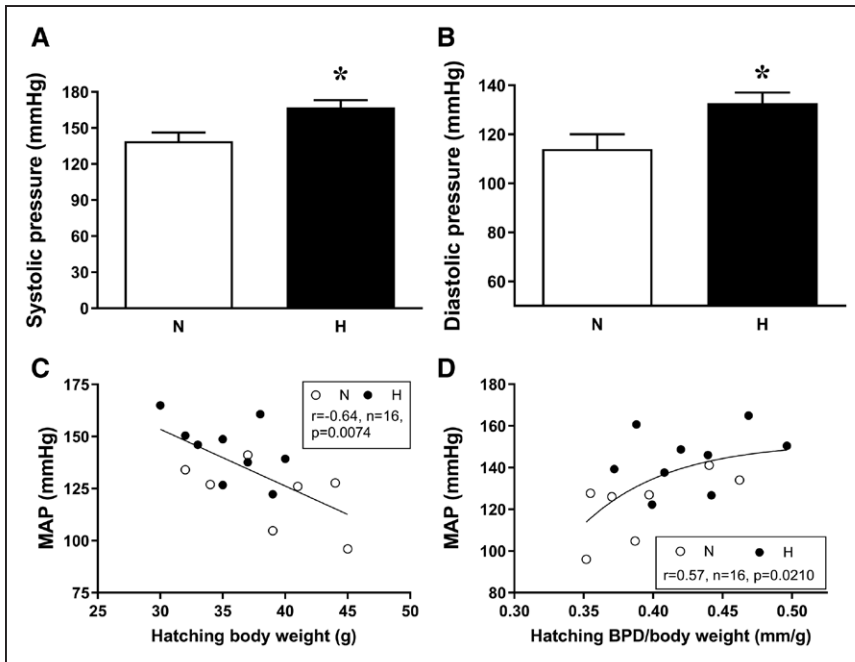 A
Systolic pressure (mmHg)
180
150
120
90
60
30
0
*
N
H
B
Diastolic pressure (mmHg)
140
120
100
80
60
*
N
H
C
MAP (mmHg)
175
150
125
100
75
N H
r=-0.64, n=16,
p=0.0074
25 30 35 40 45 50
Hatching body weight (g)
D
MAP (mmHg)
180
160
140
120
100
80
N H
r=0.57, n=16, p=0.0210
0.30 0.35 0.40 0.45 0.50
Hatching BPD/body weight (mm/g)